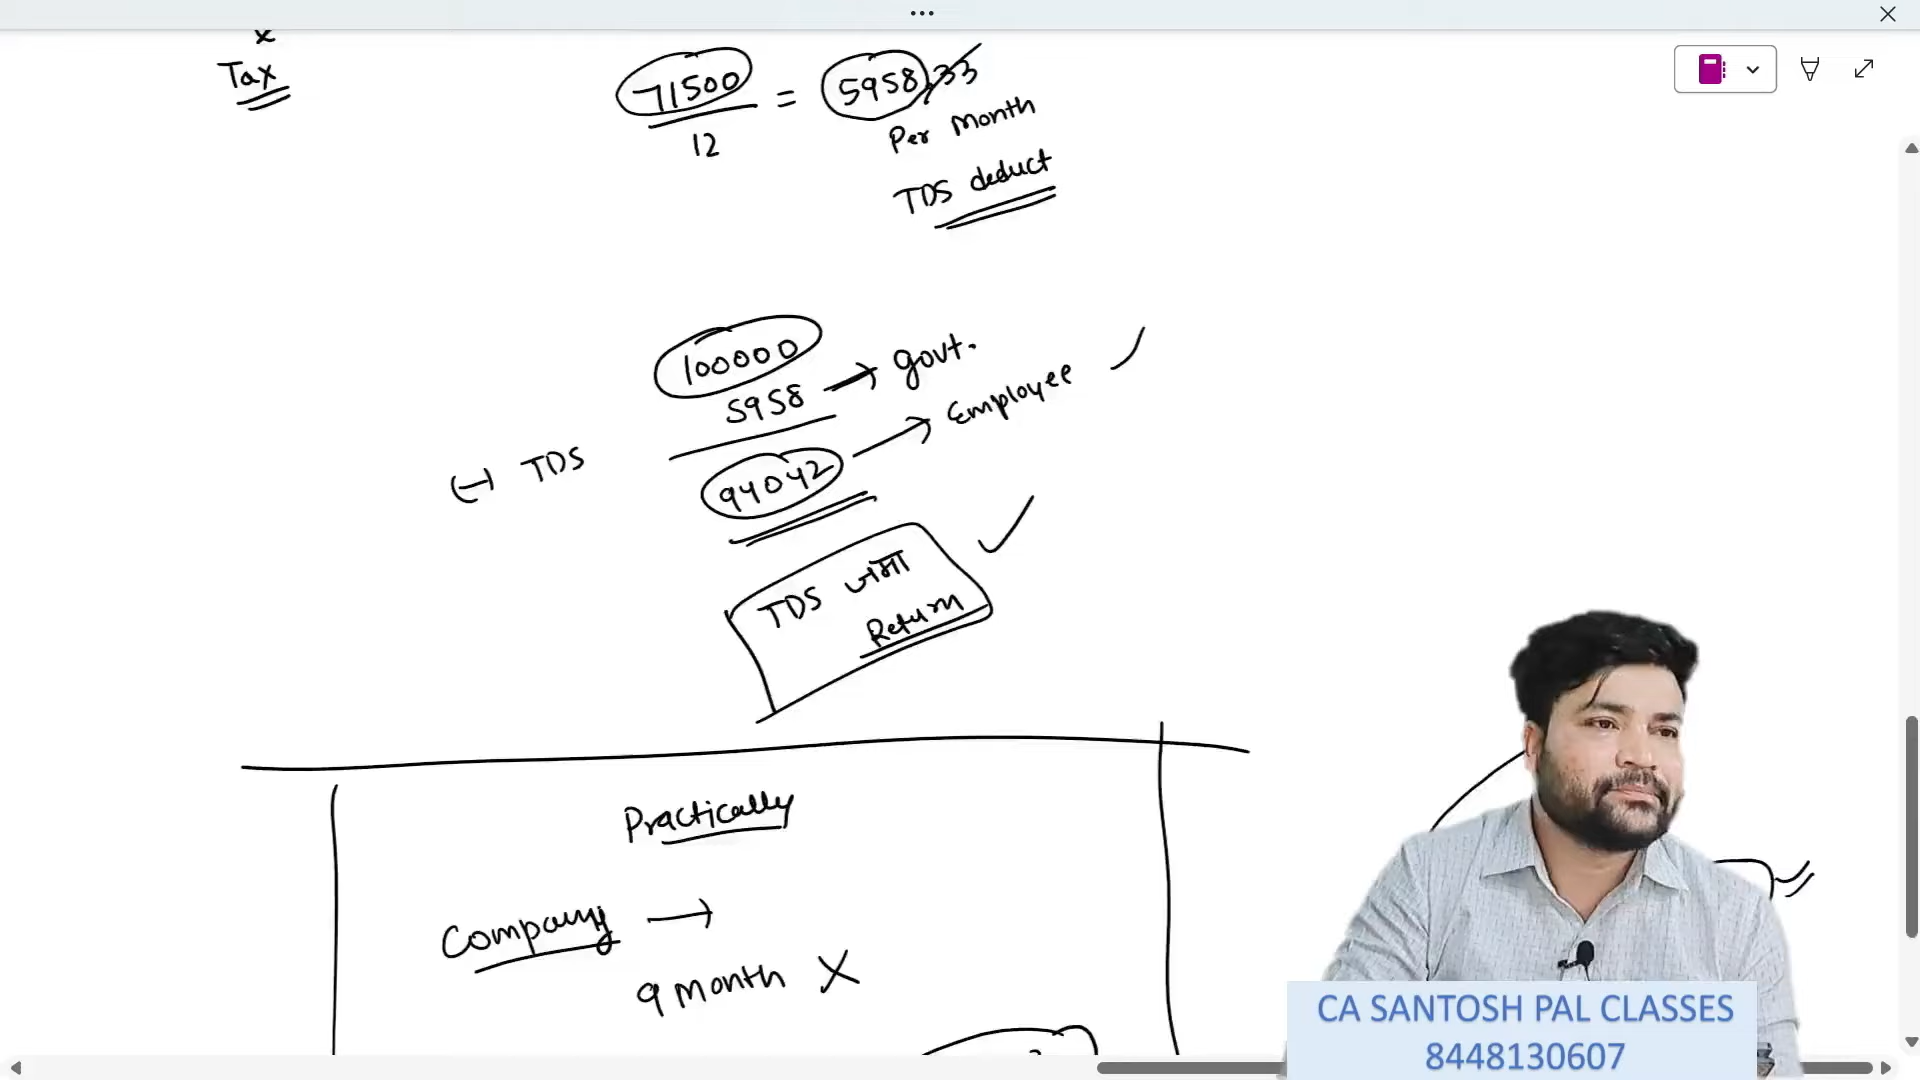 Tax
71500 = 5958.33
12
Per Month
TDS deduct
100000
5958 → Govt.
(-) TDS
94042 → Employee ✓
TDS जमा ✓
Return
Practically
Company →
9 Month X
CA SANTOSH PAL CLASSES
8448130607